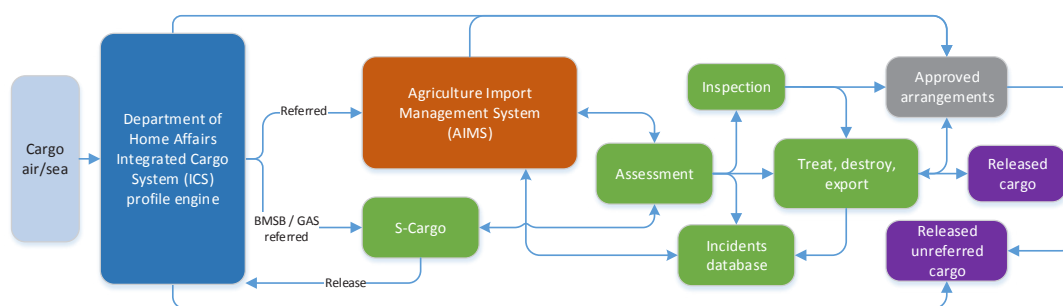 Cargo
air/sea
Department of
Home Affairs
Integrated Cargo
System (ICS)
profile engine
Referred
BMSB / GAS
referred
Release
Agriculture Import
Management System
(AIMS)
S-Cargo
Assessment
Inspection
Treat, destroy,
export
Incidents
database
Approved
arrangements
Released
cargo
Released
unreferred
cargo